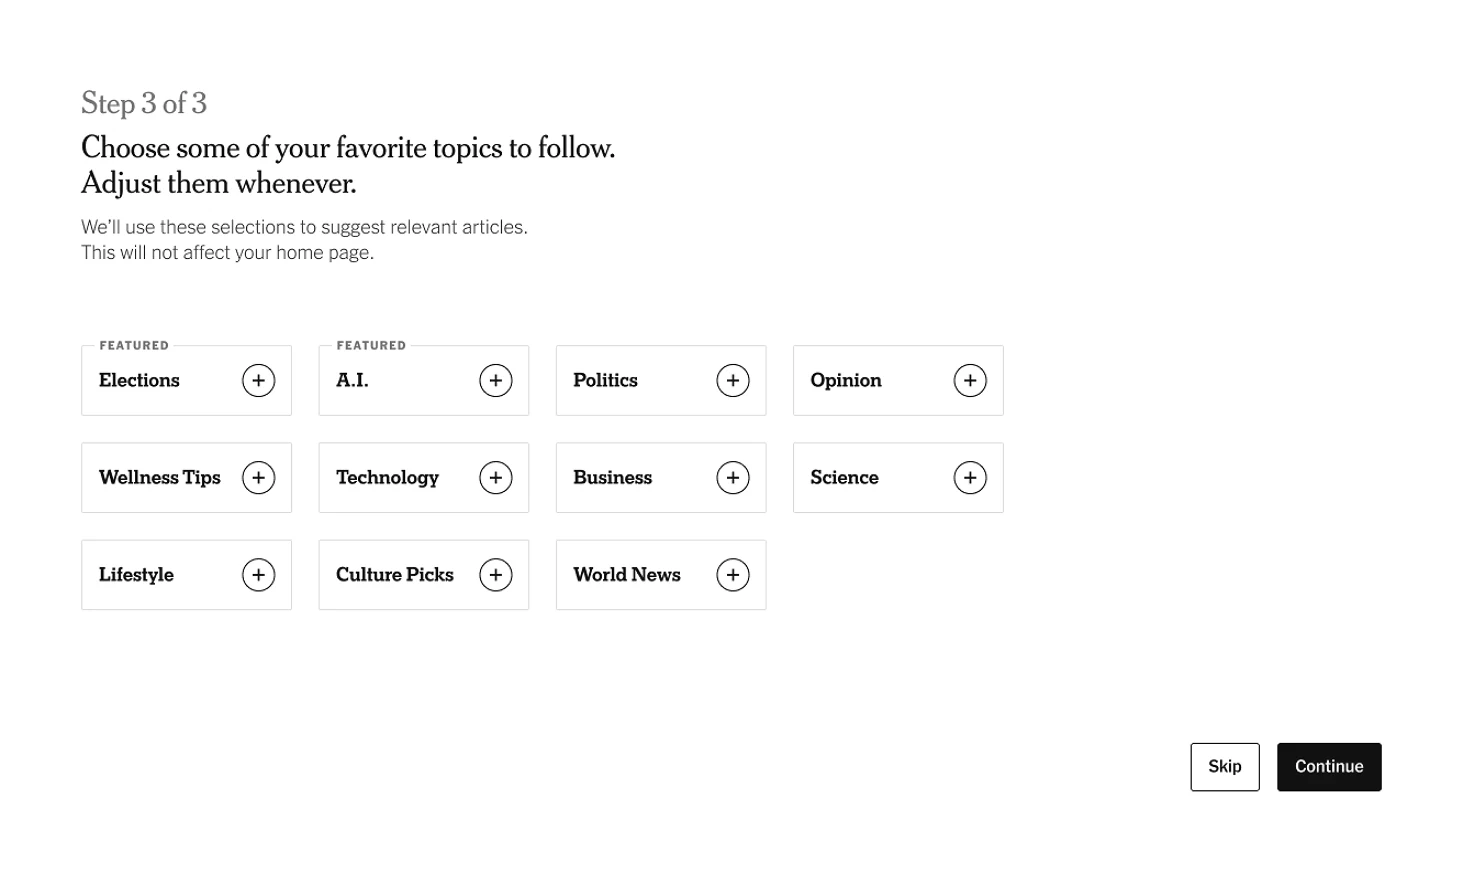 Step 3 of 3
Choose some of your favorite topics to follow.
Adjust them whenever.
We’ll use these selections to suggest relevant articles.
This will not affect your home page.
FEATURED
Elections
FEATURED
A.I.
Politics
Opinion
Wellness Tips
Technology
Business
Science
Lifestyle
Culture Picks
World News
Skip
Continue